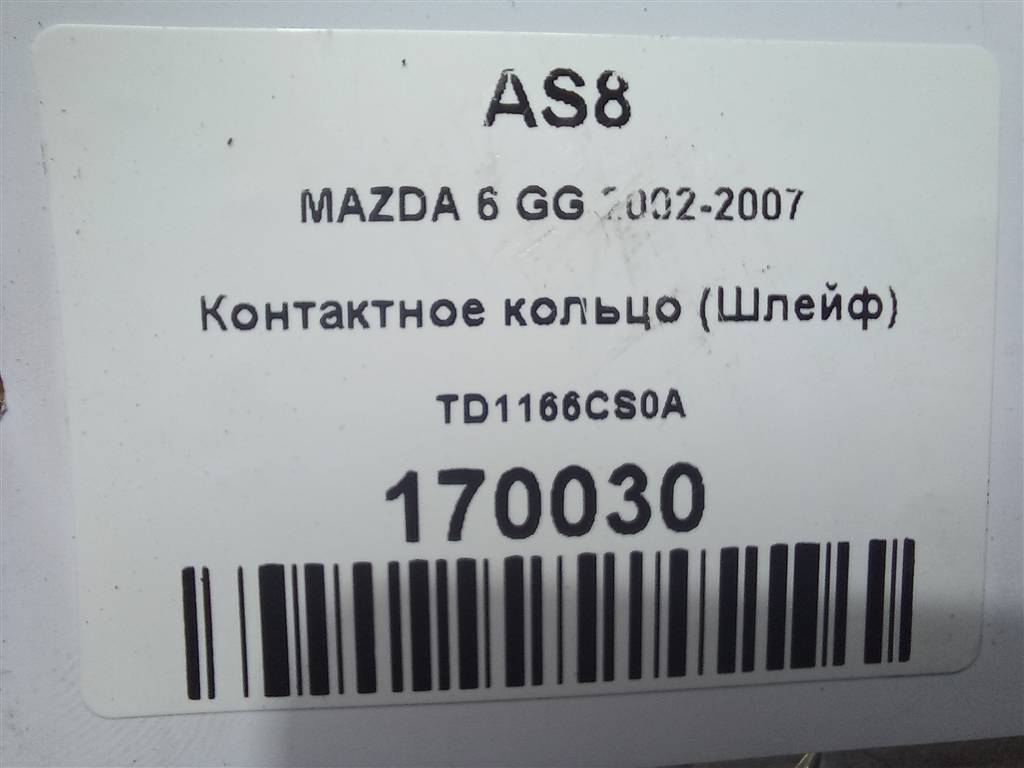 AS8
MAZDA 6 GG 2002-2007
Контактное кольцо (Шлейф)
TD1166CS0A
170030